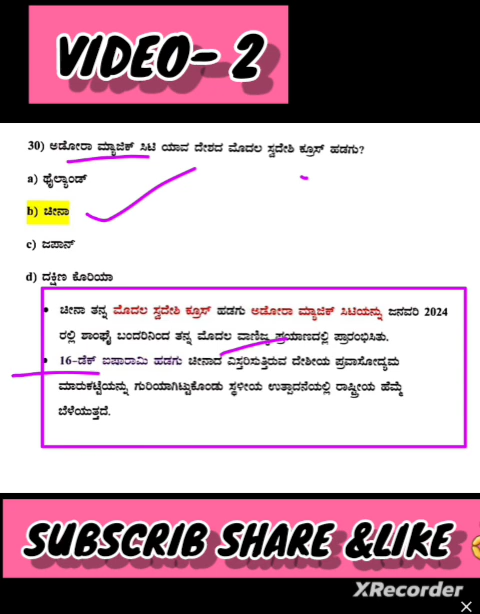 VIDEO- 2
30) ಅಡೋರಾ ಮ್ಯಾಜಿಕ್ ಸಿಟಿ ಯಾವ ದೇಶದ ಮೊದಲ ಸ್ವದೇಶಿ ಕ್ರೂಸ್ ಹಡಗು?
a) ಥೈಲ್ಯಾಂಡ್
b) ಚೀನಾ
c) ಜಪಾನ್
d) ದಕ್ಷಿಣ ಕೊರಿಯಾ
• ಚೀನಾ ತನ್ನ ಮೊದಲ ಸ್ವದೇಶಿ ಕ್ರೂಸ್ ಹಡಗು ಅಡೋರಾ ಮ್ಯಾಜಿಕ್ ಸಿಟಿಯನ್ನು ಜನವರಿ 2024
ರಲ್ಲಿ ಶಾಂಘೈ ಬಂದರಿನಿಂದ ತನ್ನ ಮೊದಲ ವಾಣಿಜ್ಯ ಪ್ರಯಾಣದಲ್ಲಿ ಪ್ರಾರಂಭಿಸಿತು.
• 16-ಡೆಕ್ ಐಷಾರಾಮಿ ಹಡಗು ಚೀನಾದ ವಿಸ್ತರಿಸುತ್ತಿರುವ ದೇಶೀಯ ಪ್ರವಾಸೋದ್ಯಮ
ಮಾರುಕಟ್ಟೆಯನ್ನು ಗುರಿಯಾಗಿಟ್ಟುಕೊಂಡು ಸ್ಥಳೀಯ ಉತ್ಪಾದನೆಯಲ್ಲಿ ರಾಷ್ಟ್ರೀಯ ಹೆಮ್ಮೆ
ಬೆಳೆಯುತ್ತದೆ.
SUBSCRIB SHARE &LIKE
XRecorder